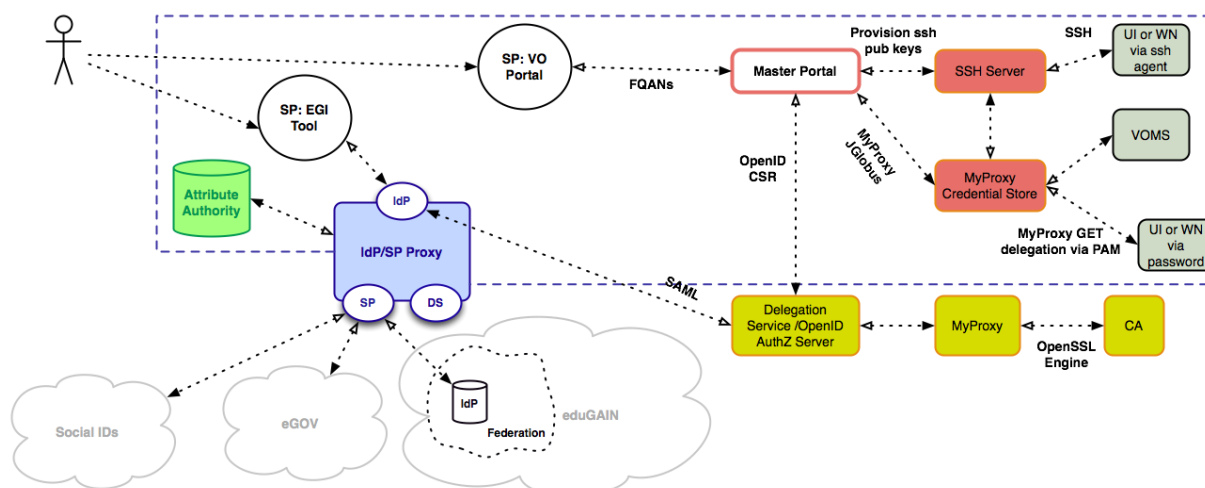 SP: VO
Portal
FQANs
Master Portal
Provision ssh
pub keys
SSH Server
SSH
UI or WN
via ssh
agent
SP: EGI
Tool
Attribute
Authority
IdP
IdP/SP Proxy
SP
DS
OpenID
CSR
MyProxy
JGlobus
MyProxy
Credential Store
VOMS
MyProxy GET
delegation via PAM
UI or WN
via
password
SAML
Delegation
Service /OpenID
AuthZ Server
MyProxy
OpenSSL
Engine
CA
Social IDs
eGOV
IdP
Federation
eduGAIN